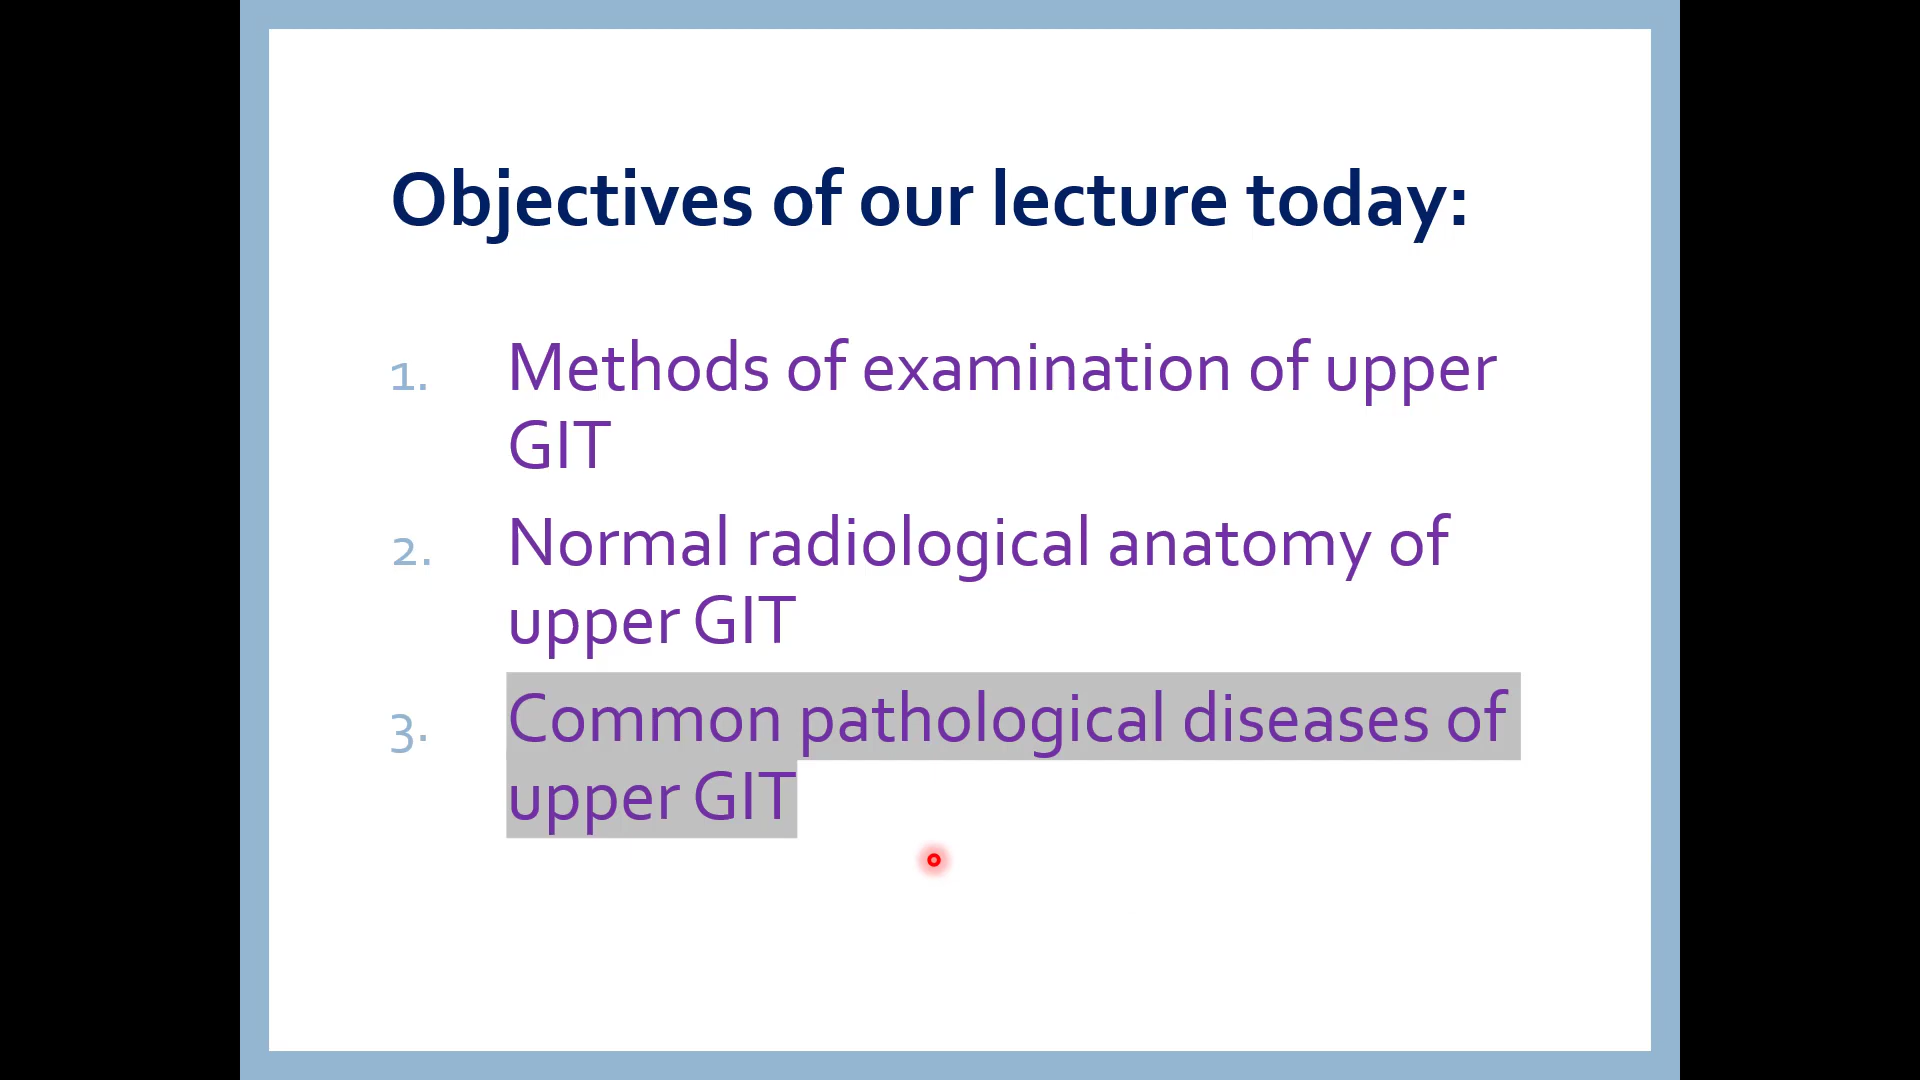 Objectives of our lecture today:
1. Methods of examination of upper
GIT
2. Normal radiological anatomy of
upper GIT
3. Common pathological diseases of
upper GIT